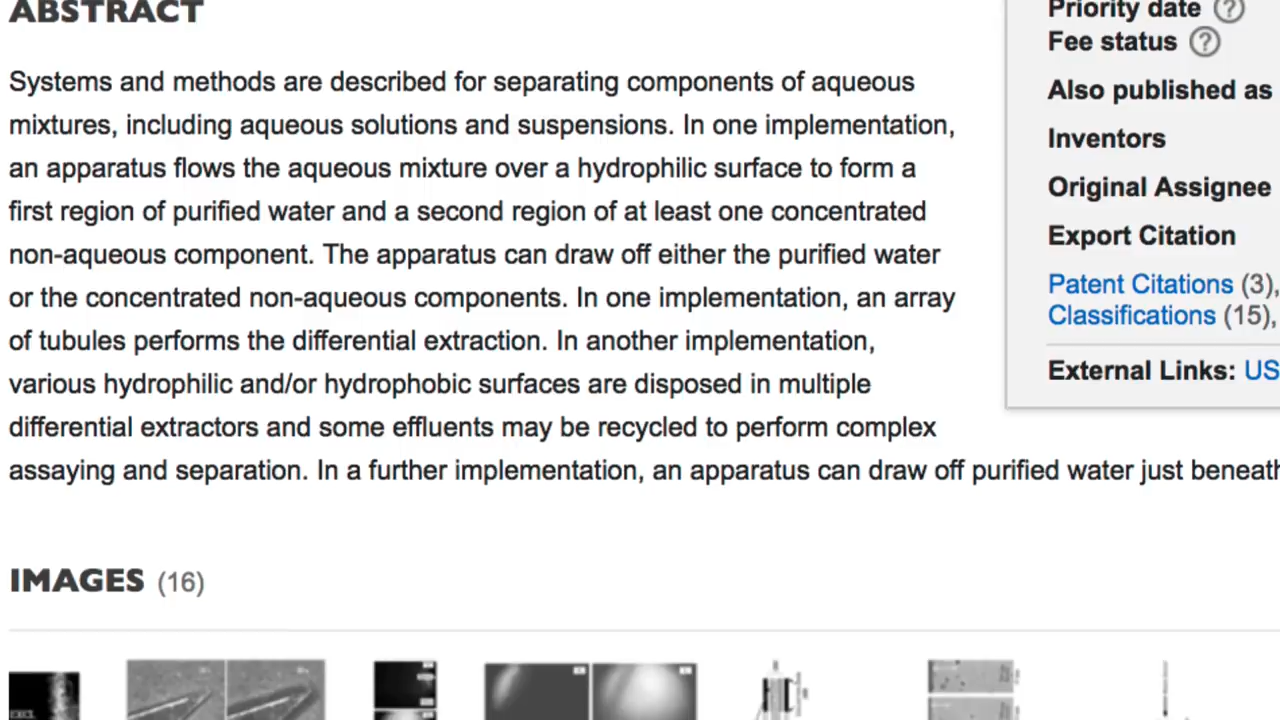 ABSTRACT
Systems and methods are described for separating components of aqueous
mixtures, including aqueous solutions and suspensions. In one implementation,
an apparatus flows the aqueous mixture over a hydrophilic surface to form a
first region of purified water and a second region of at least one concentrated
non-aqueous component. The apparatus can draw off either the purified water
or the concentrated non-aqueous components. In one implementation, an array
of tubules performs the differential extraction. In another implementation,
various hydrophilic and/or hydrophobic surfaces are disposed in multiple
differential extractors and some effluents may be recycled to perform complex
assaying and separation. In a further implementation, an apparatus can draw off purified water just beneath
IMAGES (16)
Priority date ?
Fee status ?
Also published as
Inventors
Original Assignee
Export Citation
Patent Citations (3),
Classifications (15),
External Links: US